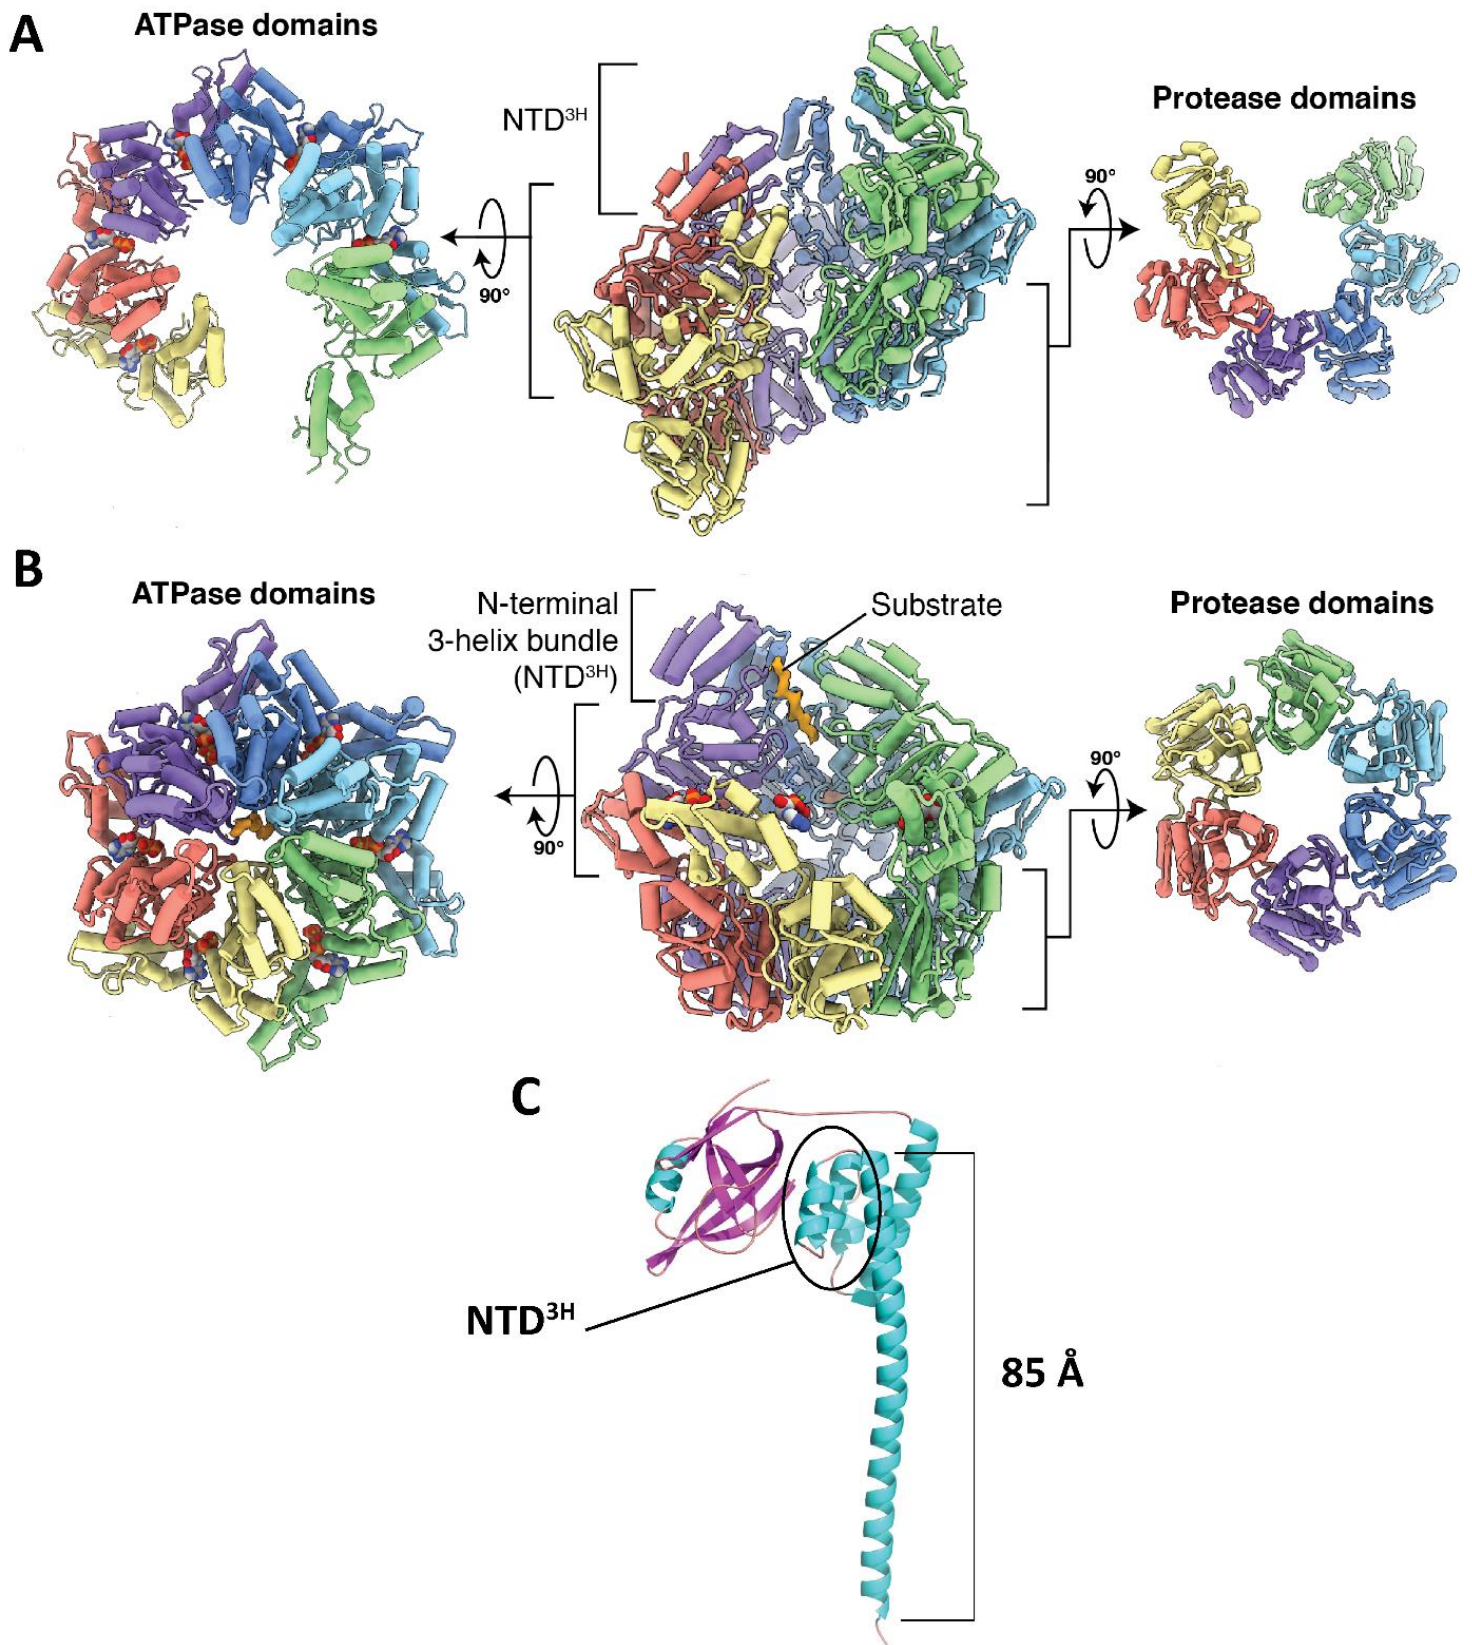 A
ATPase domains
NTD3H
90°
90°
Protease domains
B
ATPase domains
N-terminal
3-helix bundle
(NTD3H)
Substrate
90°
90°
Protease domains
C
NTD3H
85 Å